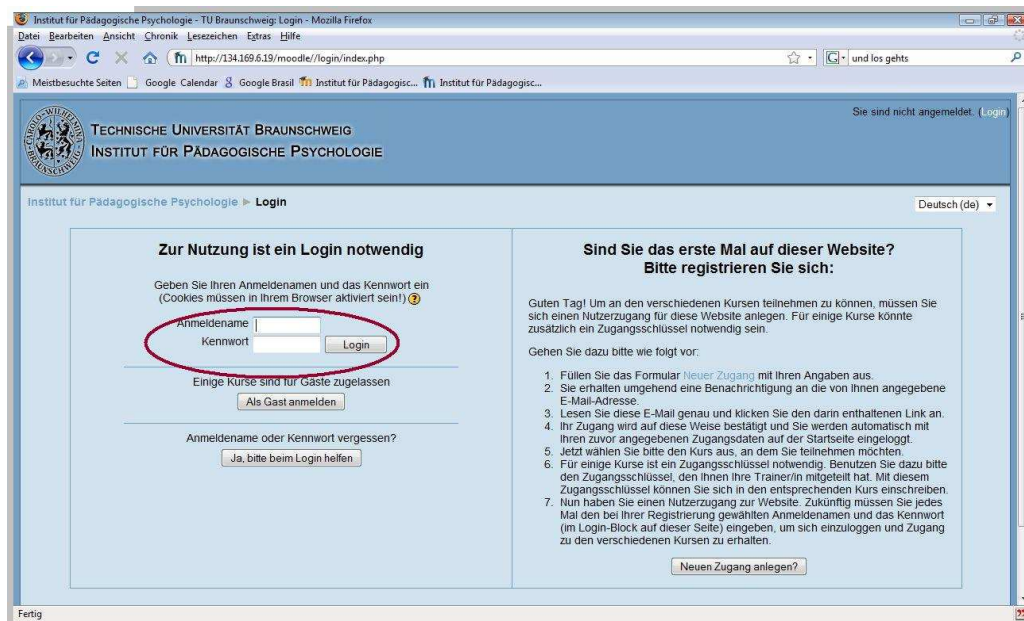 Institut für Pädagogische Psychologie - TU Braunschweig: Login - Mozilla Firefox
Datei Bearbeiten Ansicht Chronik Lesezeichen Extras Hilfe
http://134.169.6.19/moodle//login/index.php
und los gehts
Meistbesuchte Seiten Google Calendar Google Brasil Institut für Pädagogisc... Institut für Pädagogisc...
Sie sind nicht angemeldet. (Login)
TECHNISCHE UNIVERSITÄT BRAUNSCHWEIG
INSTITUT FÜR PÄDAGOGISCHE PSYCHOLOGIE
Institut für Pädagogische Psychologie ► Login
Deutsch (de)
Zur Nutzung ist ein Login notwendig
Geben Sie Ihren Anmeldenamen und das Kennwort ein
(Cookies müssen in Ihrem Browser aktiviert sein!)
Anmeldename
Kennwort
Login
Einige Kurse sind für Gäste zugelassen
Als Gast anmelden
Anmeldename oder Kennwort vergessen?
Ja, bitte beim Login helfen
Sind Sie das erste Mal auf dieser Website?
Bitte registrieren Sie sich:
Guten Tag! Um an den verschiedenen Kursen teilnehmen zu können, müssen Sie
sich einen Nutzerzugang für diese Website anlegen. Für einige Kurse könnte
zusätzlich ein Zugangsschlüssel notwendig sein.
Gehen Sie dazu bitte wie folgt vor:
1. Füllen Sie das Formular Neuer Zugang mit Ihren Angaben aus.
2. Sie erhalten umgehend eine Benachrichtigung an die von Ihnen angegebene
E-Mail-Adresse.
3. Lesen Sie diese E-Mail genau und klicken Sie den darin enthaltenen Link an.
4. Ihr Zugang wird auf diese Weise bestätigt und Sie werden automatisch mit
Ihren zuvor angegebenen Zugangsdaten auf der Startseite eingeloggt.
5. Jetzt wählen Sie bitte den Kurs aus, an dem Sie teilnehmen möchten.
6. Für einige Kurse ist ein Zugangsschlüssel notwendig. Benutzen Sie dazu bitte
den Zugangsschlüssel, den Ihnen Ihre Trainer/in mitgeteilt hat. Mit diesem
Zugangsschlüssel können Sie sich in den entsprechenden Kurs einschreiben.
7. Nun haben Sie einen Nutzerzugang zur Website. Zukünftig müssen Sie jedes
Mal den bei Ihrer Registrierung gewählten Anmeldenamen und das Kennwort
(im Login-Block auf dieser Seite) eingeben, um sich einzuloggen und Zugang
zu den verschiedenen Kursen zu erhalten.
Neuen Zugang anlegen?
Fertig